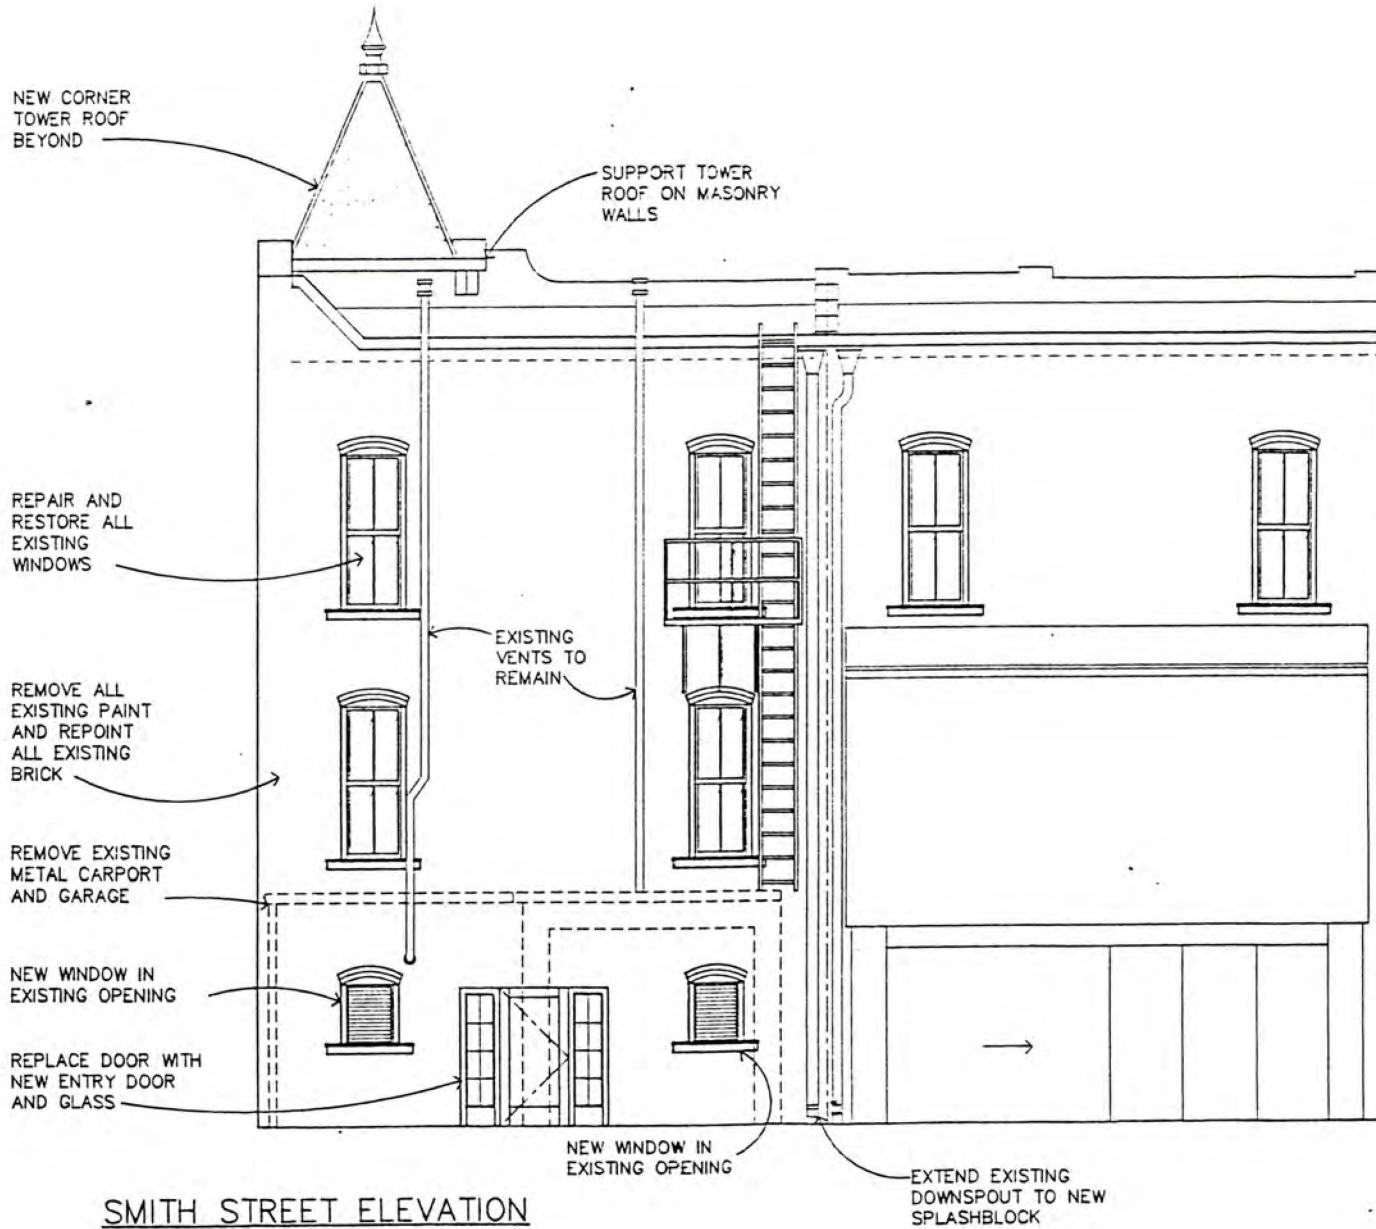 NEW CORNER
TOWER ROOF
BEYOND
SUPPORT TOWER
ROOF ON MASONRY
WALLS
REPAIR AND
RESTORE ALL
EXISTING
WINDOWS
EXISTING
VENTS TO
REMAIN
REMOVE ALL
EXISTING PAINT
AND REPOINT
ALL EXISTING
BRICK
REMOVE EXISTING
METAL CARPORT
AND GARAGE
NEW WINDOW IN
EXISTING OPENING
REPLACE DOOR WITH
NEW ENTRY DOOR
AND GLASS
NEW WINDOW IN
EXISTING OPENING
EXTEND EXISTING
DOWNSPOUT TO NEW
SPLASHBLOCK
SMITH STREET ELEVATION